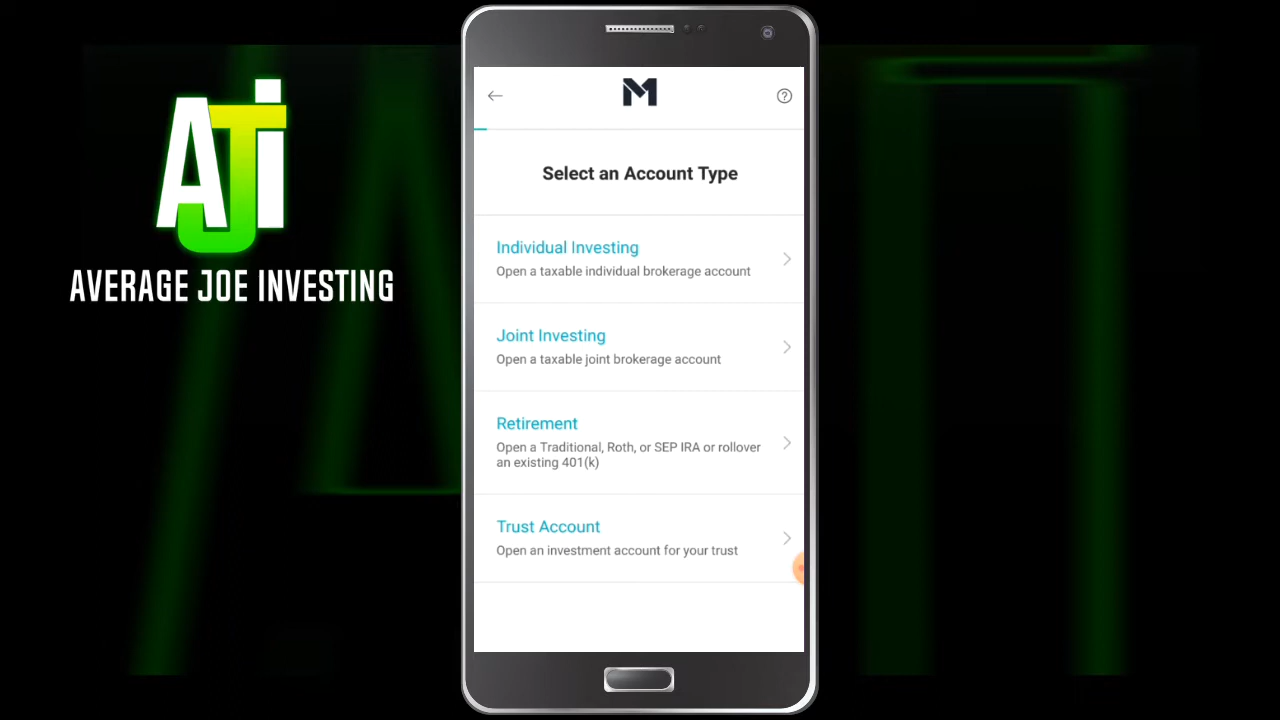 AJi
AVERAGE JOE INVESTING
M
Select an Account Type
Individual Investing
Open a taxable individual brokerage account
Joint Investing
Open a taxable joint brokerage account
Retirement
Open a Traditional, Roth, or SEP IRA or rollover
an existing 401(k)
Trust Account
Open an investment account for your trust